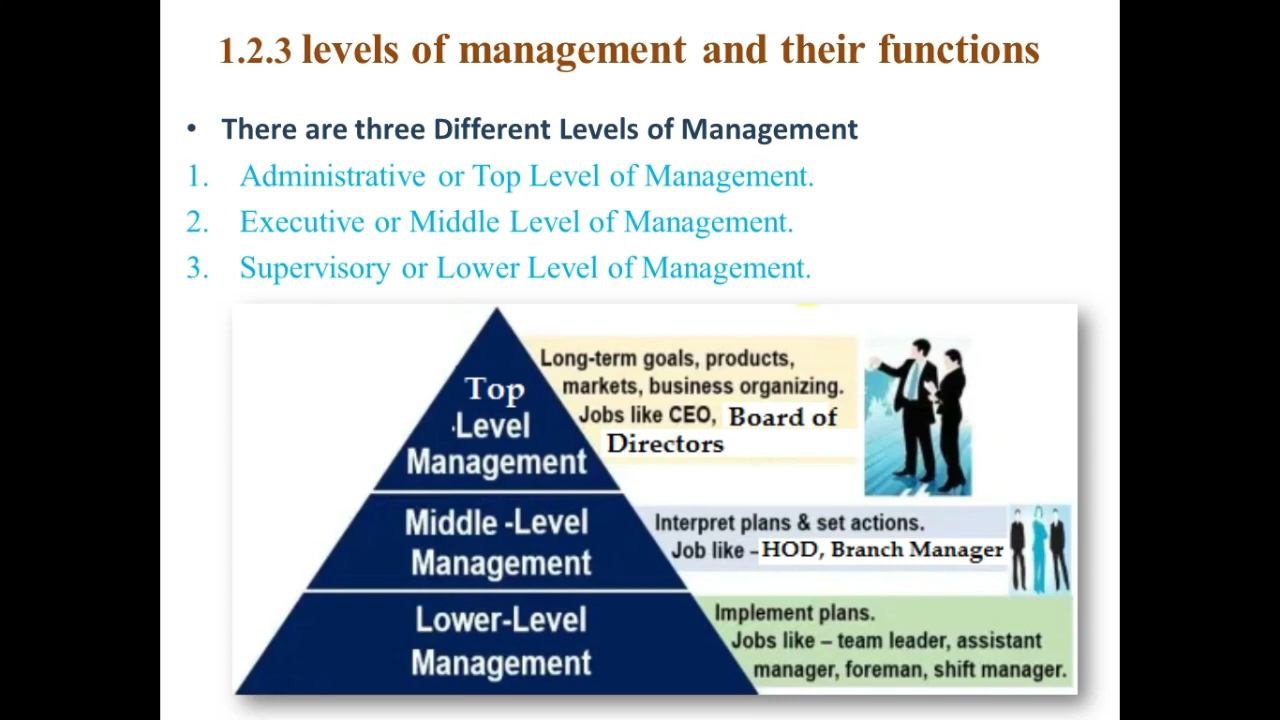 1.2.3 levels of management and their functions
• There are three Different Levels of Management
1. Administrative or Top Level of Management.
2. Executive or Middle Level of Management.
3. Supervisory or Lower Level of Management.
Top
Level
Management
Long-term goals, products,
markets, business organizing.
Jobs like CEO, Board of
Directors
Middle -Level
Management
Interpret plans & set actions.
Job like – HOD, Branch Manager
Lower-Level
Management
Implement plans.
Jobs like – team leader, assistant
manager, foreman, shift manager.